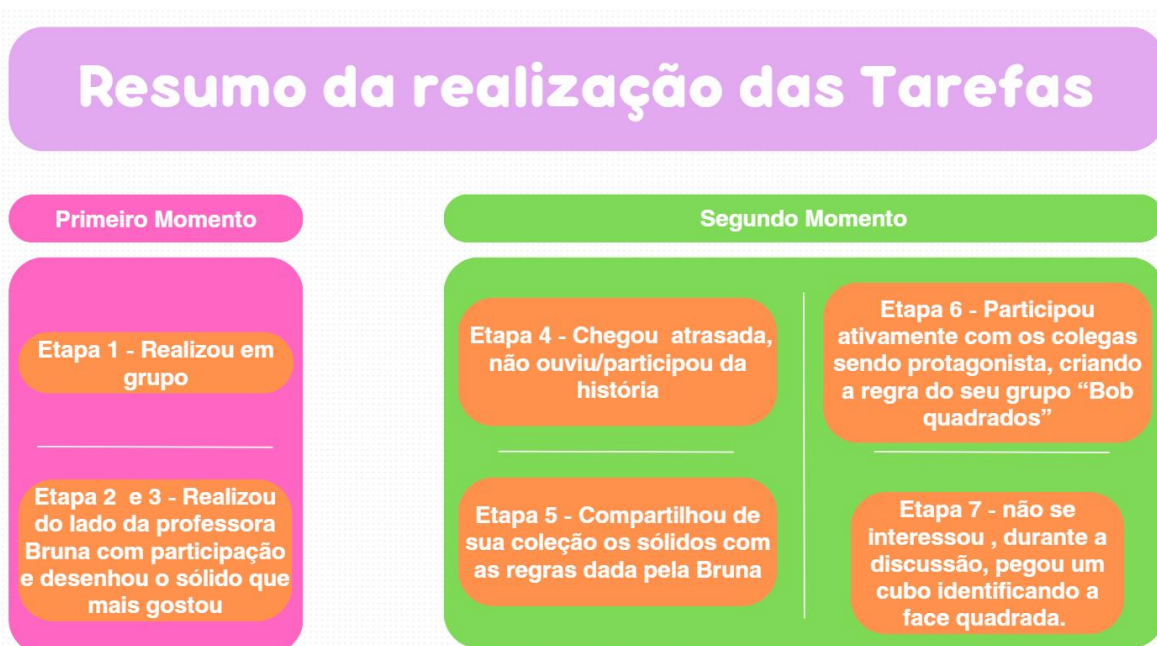 Resumo da realização das Tarefas
Primeiro Momento
Etapa 1 - Realizou em
grupo
Etapa 2 e 3 - Realizou
do lado da professora
Bruna com participação
e desenhou o sólido que
mais gostou
Segundo Momento
Etapa 4 - Chegou atrasada,
não ouviu/participou da
história
Etapa 5 - Compartilhou de
sua coleção os sólidos com
as regras dada pela Bruna
Etapa 6 - Participou
ativamente com os colegas
sendo protagonista, criando
a regra do seu grupo “Bob
quadrados”
Etapa 7 - não se
interessou , durante a
discussão, pegou um
cubo identificando a
face quadrada.